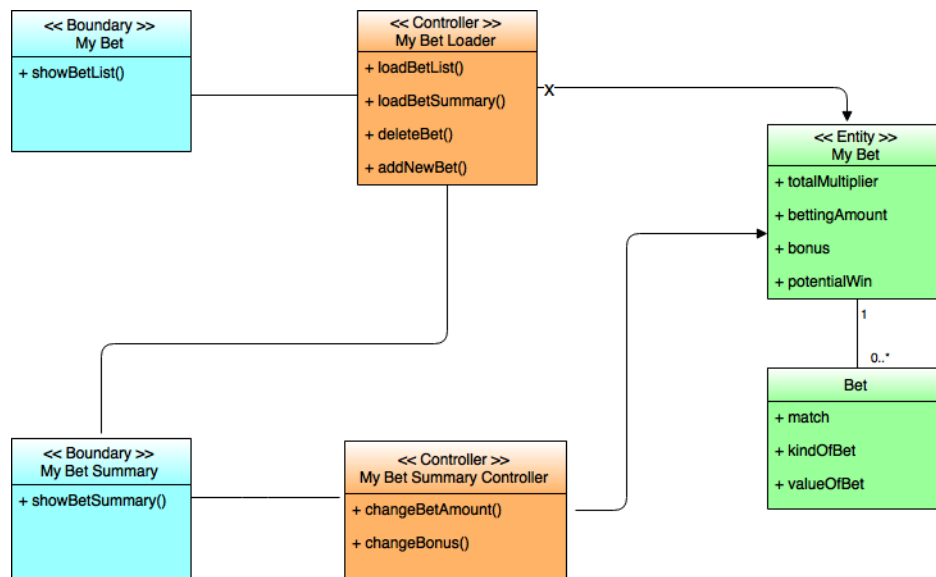 << Boundary >>
My Bet
+ showBetList()
<< Controller >>
My Bet Loader
+ loadBetList()
+ loadBetSummary()
+ deleteBet()
+ addNewBet()
X
<< Entity >>
My Bet
+ totalMultiplier
+ bettingAmount
+ bonus
+ potentialWin
1
0..*
Bet
+ match
+ kindOfBet
+ valueOfBet
<< Boundary >>
My Bet Summary
+ showBetSummary()
<< Controller >>
My Bet Summary Controller
+ changeBetAmount()
+ changeBonus()